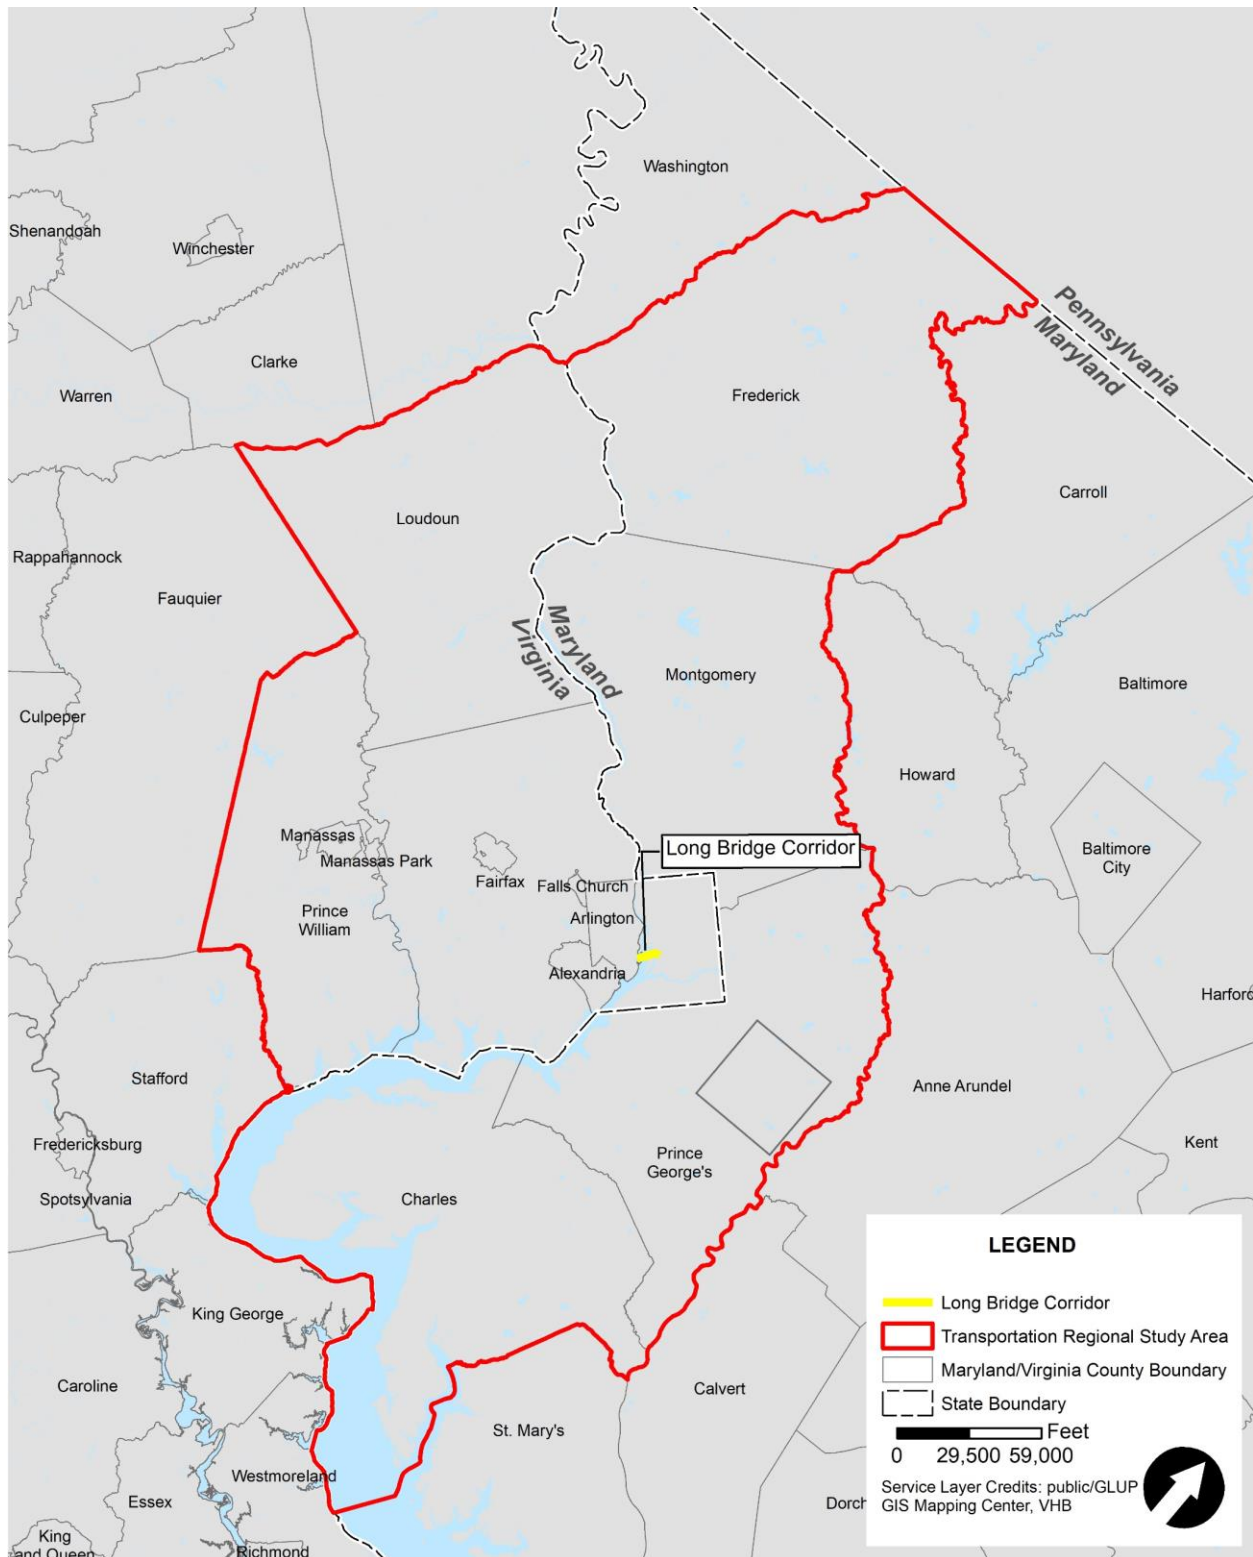 Washington
Shenandoah
Winchester
Pennsylvania
Maryland
Clarke
Warren
Frederick
Carroll
Loudoun
Rappahannock
Fauquier
Maryland
Virginia
Montgomery
Baltimore
Culpeper
Howard
Manassas
Manassas Park
Long Bridge Corridor
Baltimore
City
Fairfax
Falls Church
Prince
William
Arlington
Alexandria
Harford
Stafford
Anne Arundel
Fredericksburg
Kent
Prince
George's
Spotsylvania
Charles
King George
Caroline
Calvert
St. Mary's
Westmoreland
Essex
Dorch
King
and Queen
Richmond
LEGEND
Long Bridge Corridor
Transportation Regional Study Area
Maryland/Virginia County Boundary
State Boundary
Feet
0 29,500 59,000
Service Layer Credits: public/GLUP
GIS Mapping Center, VHB